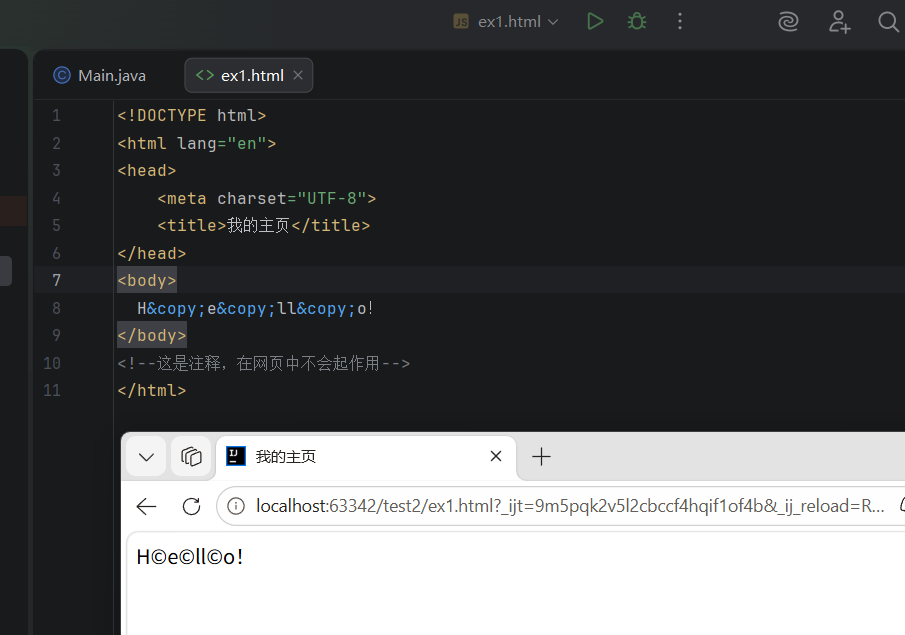 JS ex1.html
Main.java
<> ex1.html
1 <!DOCTYPE html>
2 <html lang="en">
3 <head>
4 <meta charset="UTF-8">
5 <title>我的主页</title>
6 </head>
7 <body>
8 H&copy;e&copy;ll&copy;o!
9 </body>
10 <!--这是注释，在网页中不会起作用-->
11 </html>
我的主页
localhost:63342/test2/ex1.html?_ijt=9m5pqk2v5l2cbccf4hqif1of4b&_ij_reload=R...
H©e©ll©o!